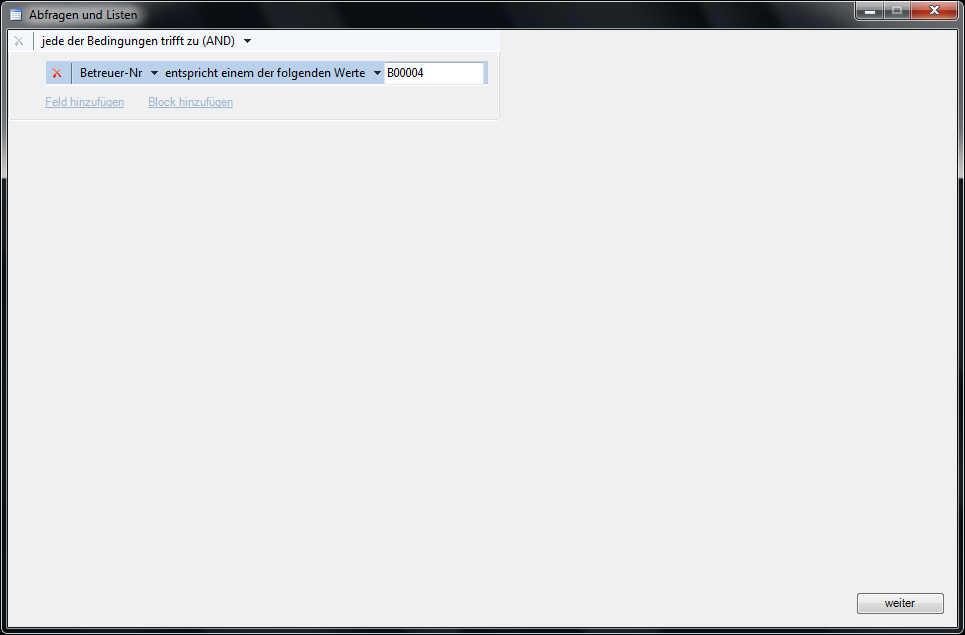 Abfragen und Listen
jede der Bedingungen trifft zu (AND)
Betreuer-Nr entspricht einem der folgenden Werte B00004
Feld hinzufügen Block hinzufügen
weiter